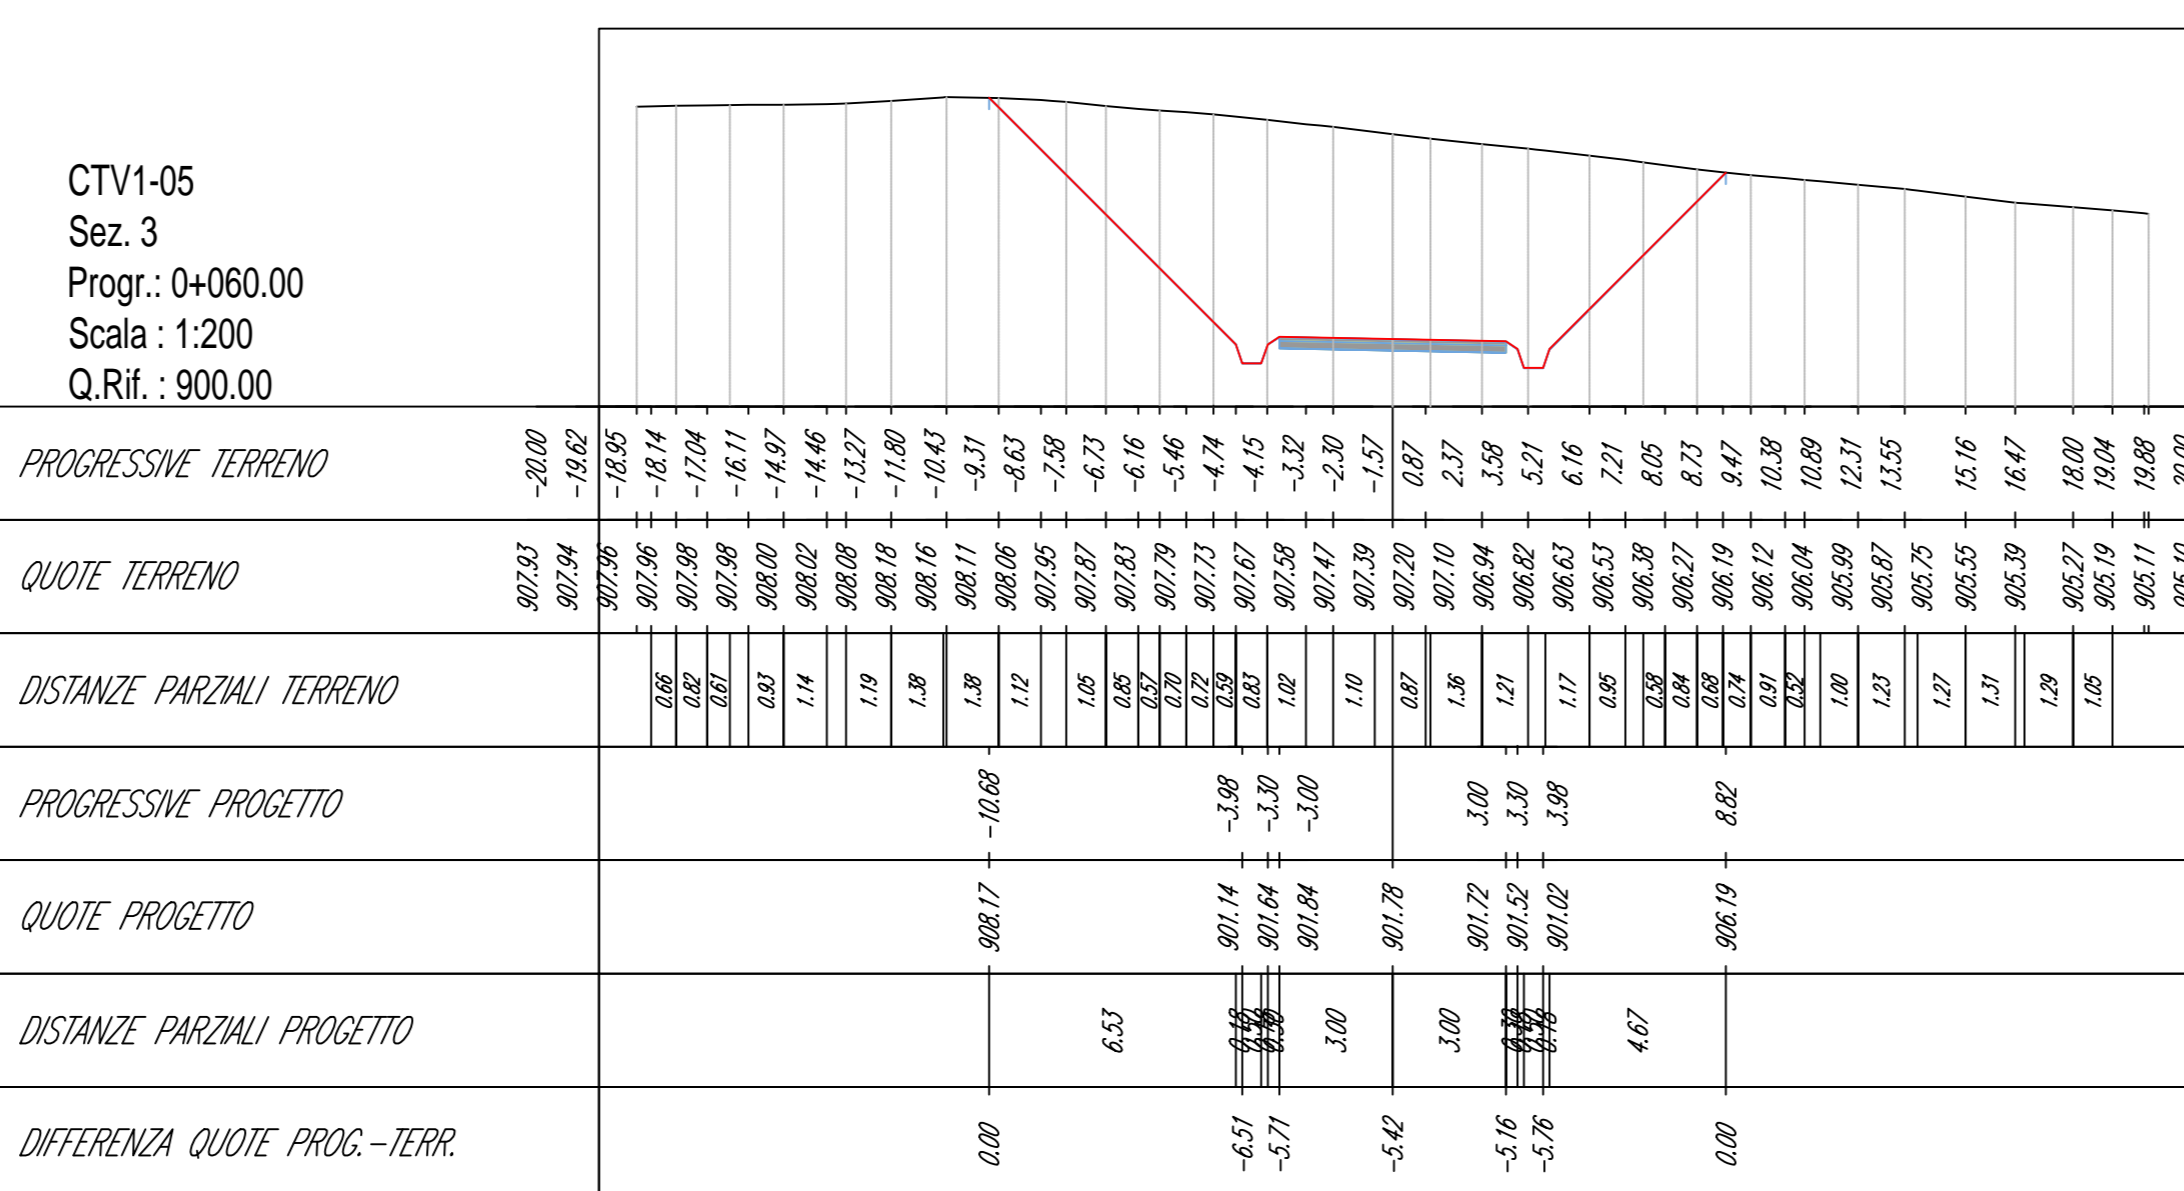 CTV1-05
Sez. 3
Progr.: 0+060.00
Scala : 1:200
Q.Rif. : 900.00
PROGRESSIVE TERRENO -20.00 -19.62 -18.95 -18.14 -17.04 -16.11 -14.97 -14.46 -13.27 -11.80 -10.43 -9.31 -8.63 -7.58 -6.73 -6.16 -5.46 -4.74 -4.15 -3.32 -2.30 -1.57 0.87 2.37 3.58 5.21 6.16 7.21 8.05 8.73 9.47 10.38 10.89 12.31 13.55 15.16 16.47 18.00 19.04 19.88 20.00
QUOTE TERRENO 907.93 907.94 907.96 907.96 907.98 907.98 908.00 908.02 908.08 908.18 908.16 908.11 908.06 907.95 907.87 907.83 907.79 907.73 907.67 907.58 907.47 907.39 907.20 907.10 906.94 906.82 906.63 906.53 906.38 906.27 906.19 906.12 906.04 905.99 905.87 905.75 905.55 905.39 905.27 905.19 905.11 905.10
DISTANZE PARZIALI TERRENO 0.66 0.82 0.61 0.93 1.14 1.19 1.38 1.38 1.12 1.05 0.85 0.57 0.70 0.72 0.59 0.83 1.02 1.10 0.87 1.36 1.21 1.17 0.95 0.58 0.84 0.68 0.74 0.91 0.52 1.00 1.23 1.27 1.31 1.29 1.05
PROGRESSIVE PROGETTO -10.68 -3.98 -3.30 -3.00 3.00 3.30 3.98 8.82
QUOTE PROGETTO 908.17 901.14 901.64 901.84 901.78 901.72 901.52 901.02 906.19
DISTANZE PARZIALI PROGETTO 6.53 0.18 3.00 3.00 0.18 4.67
DIFFERENZA QUOTE PROG.-TERR. 0.00 -6.51 -5.71 -5.42 -5.16 -5.76 0.00